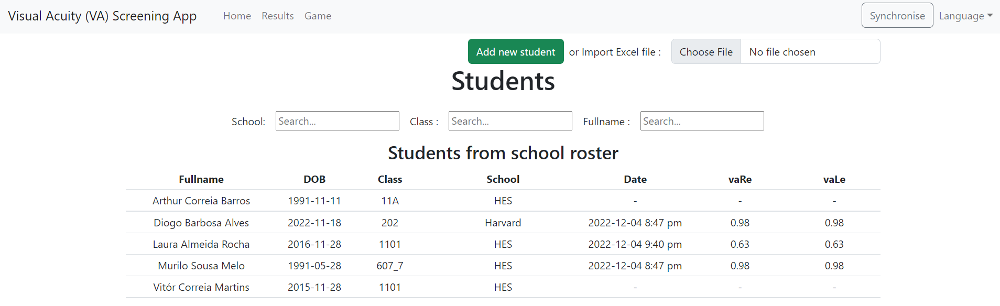 Visual Acuity (VA) Screening App Home Results Game Synchronise Language
Add new student or Import Excel file : Choose File No file chosen
Students
School: Search... Class : Search... Fullname : Search...
Students from school roster
Fullname DOB Class School Date vaRe vaLe
Arthur Correia Barros 1991-11-11 11A HES - - -
Diogo Barbosa Alves 2022-11-18 202 Harvard 2022-12-04 8:47 pm 0.98 0.98
Laura Almeida Rocha 2016-11-28 1101 HES 2022-12-04 9:40 pm 0.63 0.63
Murilo Sousa Melo 1991-05-28 607_7 HES 2022-12-04 8:47 pm 0.98 0.98
Vitór Correia Martins 2015-11-28 1101 HES - - -